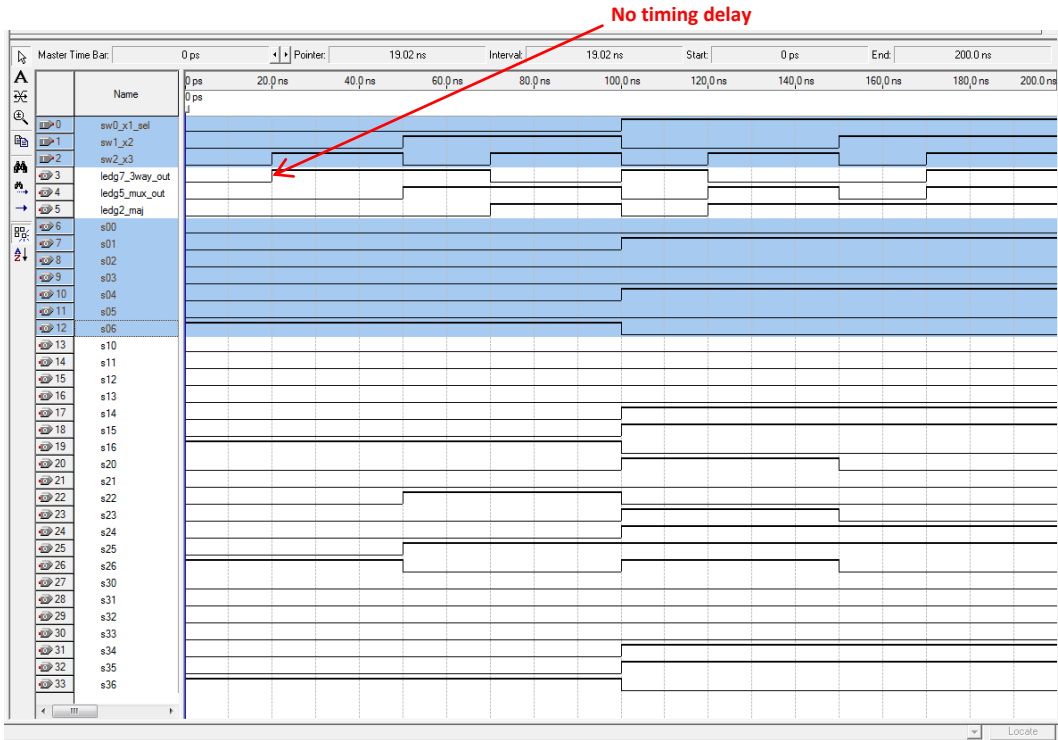 No timing delay
Master Time Bar: 0 ps Pointer: 19.02 ns Interval: 19.02 ns Start: 0 ps End: 200.0 ns
Name
0 ps 20.0 ns 40.0 ns 60.0 ns 80.0 ns 100.0 ns 120.0 ns 140.0 ns 160.0 ns 180.0 ns 200.0 ns
0 ps
0 sw0_x1_sel
1 sw1_x2
2 sw2_x3
3 ledg7_3way_out
4 ledg5_mux_out
5 ledg2_maj
6 s00
7 s01
8 s02
9 s03
10 s04
11 s05
12 s06
13 s10
14 s11
15 s12
16 s13
17 s14
18 s15
19 s16
20 s20
21 s21
22 s22
23 s23
24 s24
25 s25
26 s26
27 s30
28 s31
29 s32
30 s33
31 s34
32 s35
33 s36
Locate